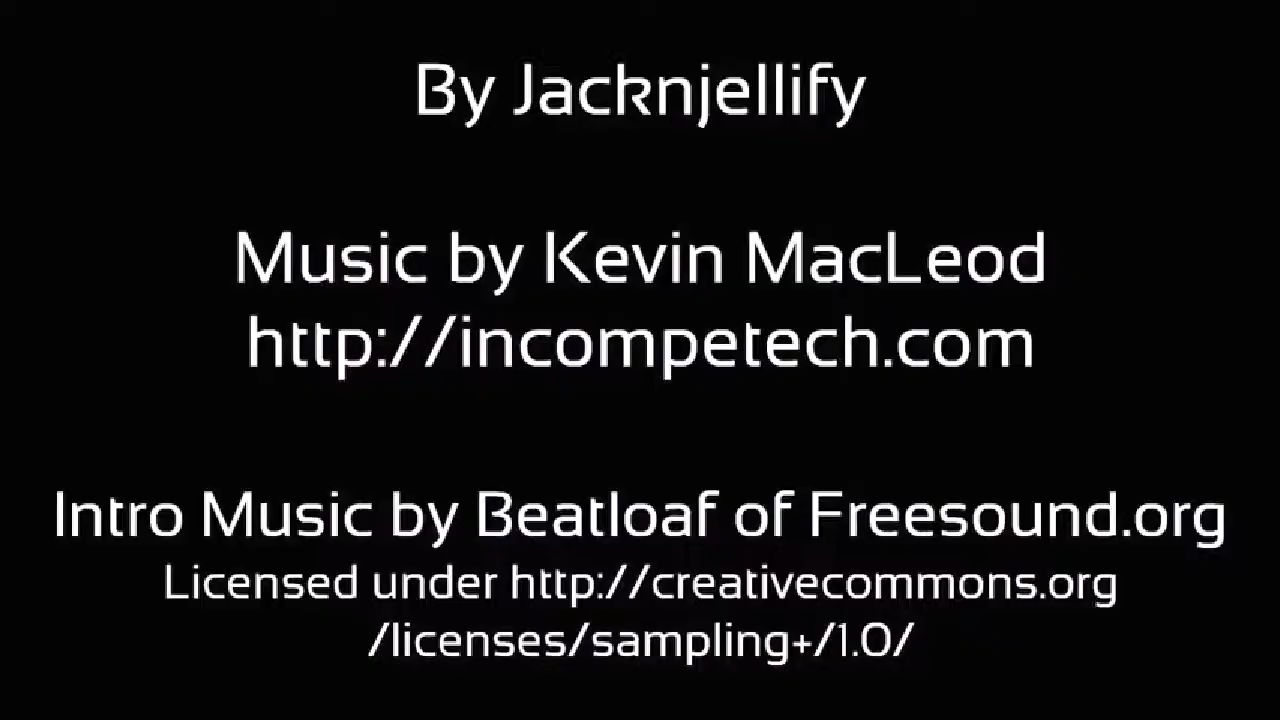 By Jacknjellify
Music by Kevin MacLeod
http://incompetech.com
Intro Music by Beatloaf of Freesound.org
Licensed under http://creativecommons.org
/licenses/sampling+/1.0/